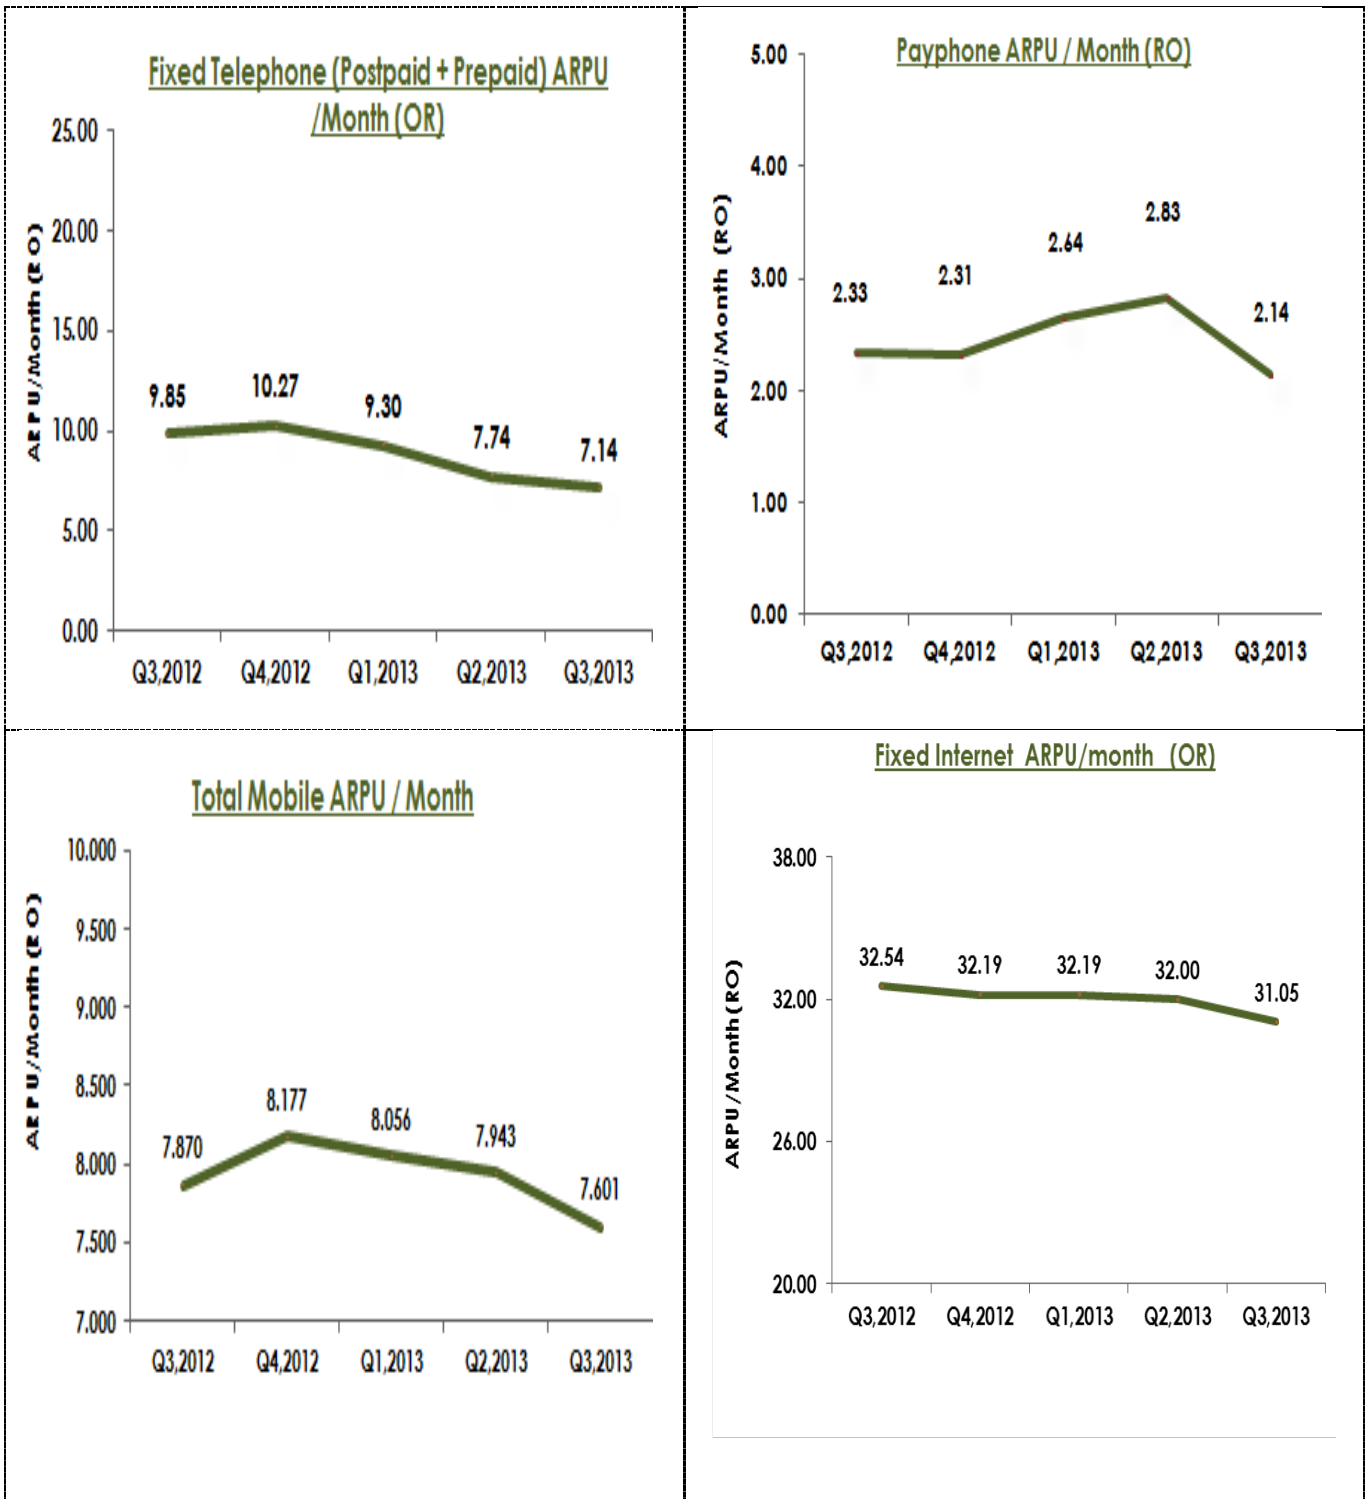 Fixed Telephone (Postpaid + Prepaid) ARPU
/Month (OR)
ARPU/Month (RO)
25.00
20.00
15.00
10.00
5.00
0.00
9.85
10.27
9.30
7.74
7.14
Q3,2012
Q4,2012
Q1,2013
Q2,2013
Q3,2013
Payphone ARPU / Month (RO)
ARPU/Month (RO)
5.00
4.00
3.00
2.00
1.00
0.00
2.33
2.31
2.64
2.83
2.14
Q3,2012
Q4,2012
Q1,2013
Q2,2013
Q3,2013
Total Mobile ARPU / Month
ARPU/Month (RO)
10.000
9.500
9.000
8.500
8.000
7.500
7.000
7.870
8.177
8.056
7.943
7.601
Q3,2012
Q4,2012
Q1,2013
Q2,2013
Q3,2013
Fixed Internet ARPU/month (OR)
ARPU/Month(RO)
38.00
32.00
26.00
20.00
32.54
32.19
32.19
32.00
31.05
Q3,2012
Q4,2012
Q1,2013
Q2,2013
Q3,2013